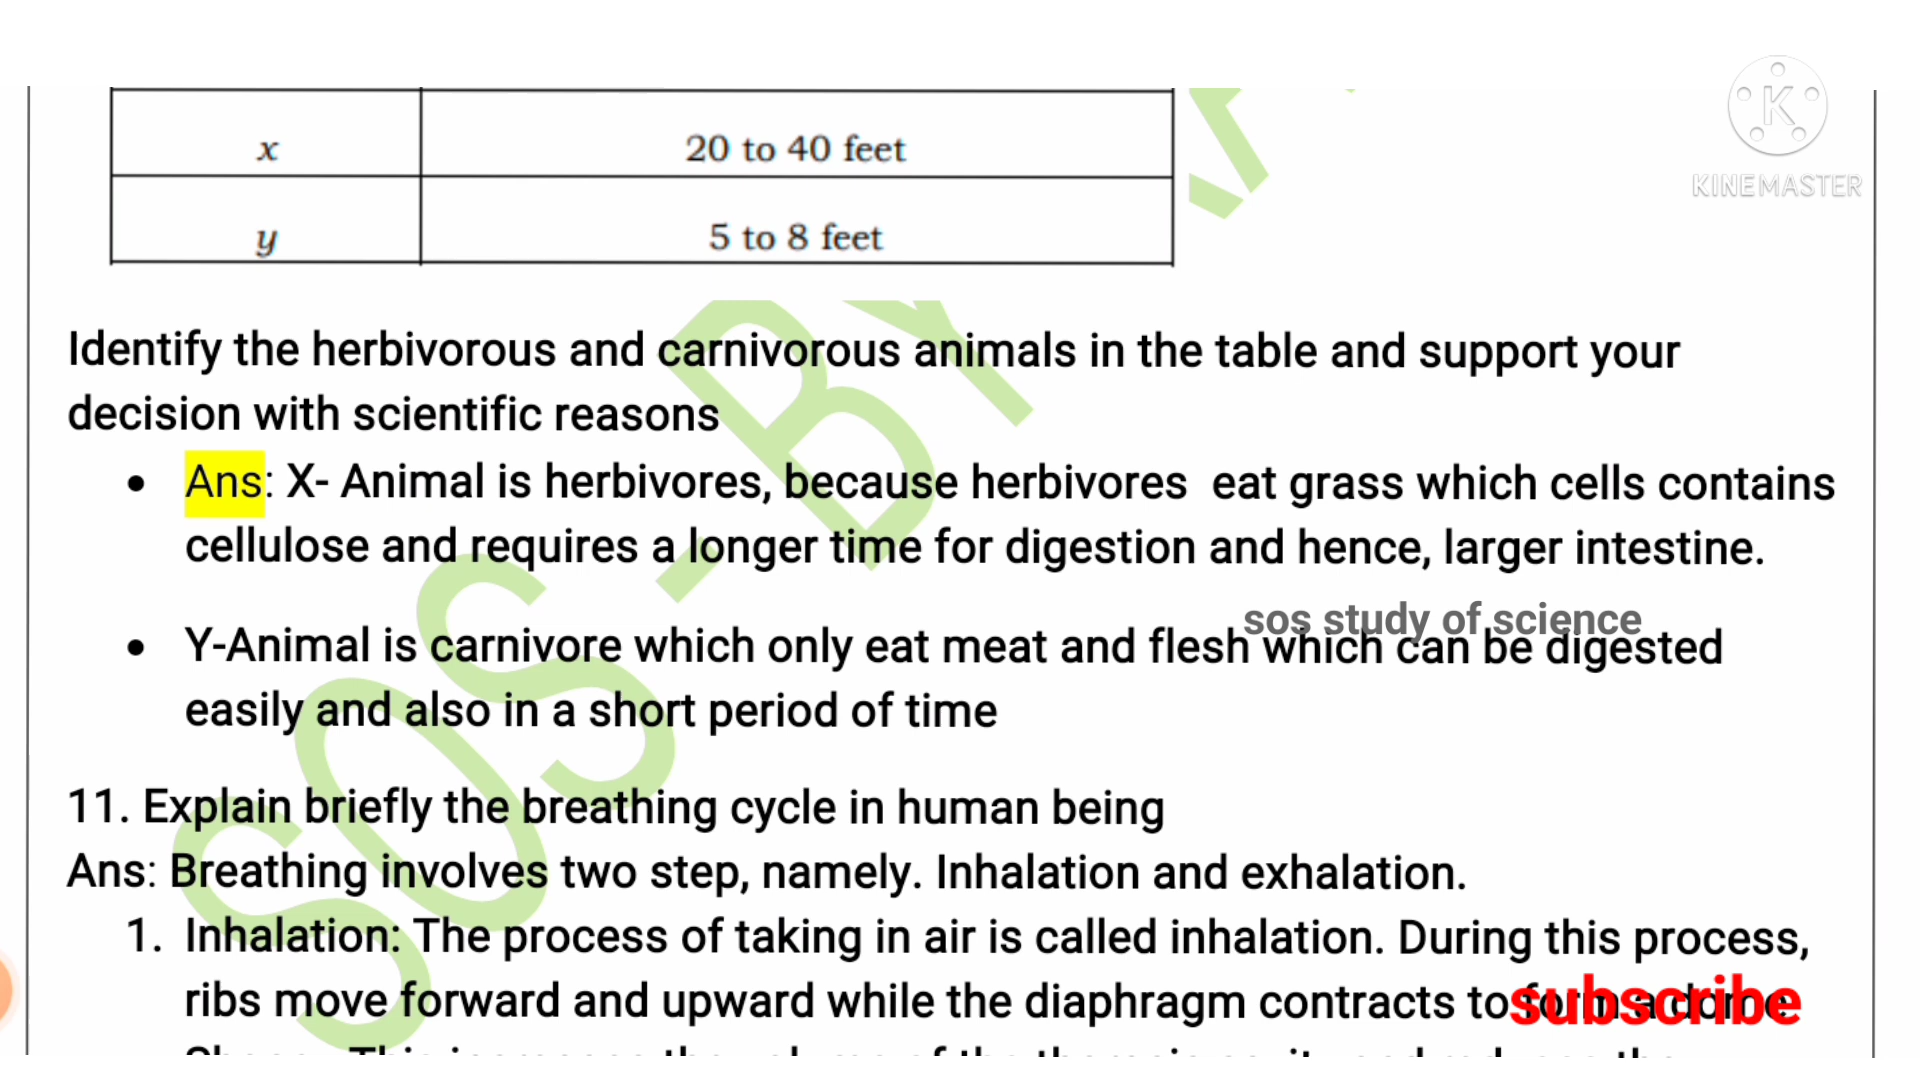 x 20 to 40 feet
y 5 to 8 feet
K
KINEMASTER
Identify the herbivorous and carnivorous animals in the table and support your
decision with scientific reasons
• Ans: X- Animal is herbivores, because herbivores eat grass which cells contains
cellulose and requires a longer time for digestion and hence, larger intestine.
sos study of science
• Y-Animal is carnivore which only eat meat and flesh which can be digested
easily and also in a short period of time
11. Explain briefly the breathing cycle in human being
Ans: Breathing involves two step, namely. Inhalation and exhalation.
1. Inhalation: The process of taking in air is called inhalation. During this process,
ribs move forward and upward while the diaphragm contracts to form a dome
subscribe
SOS - BY